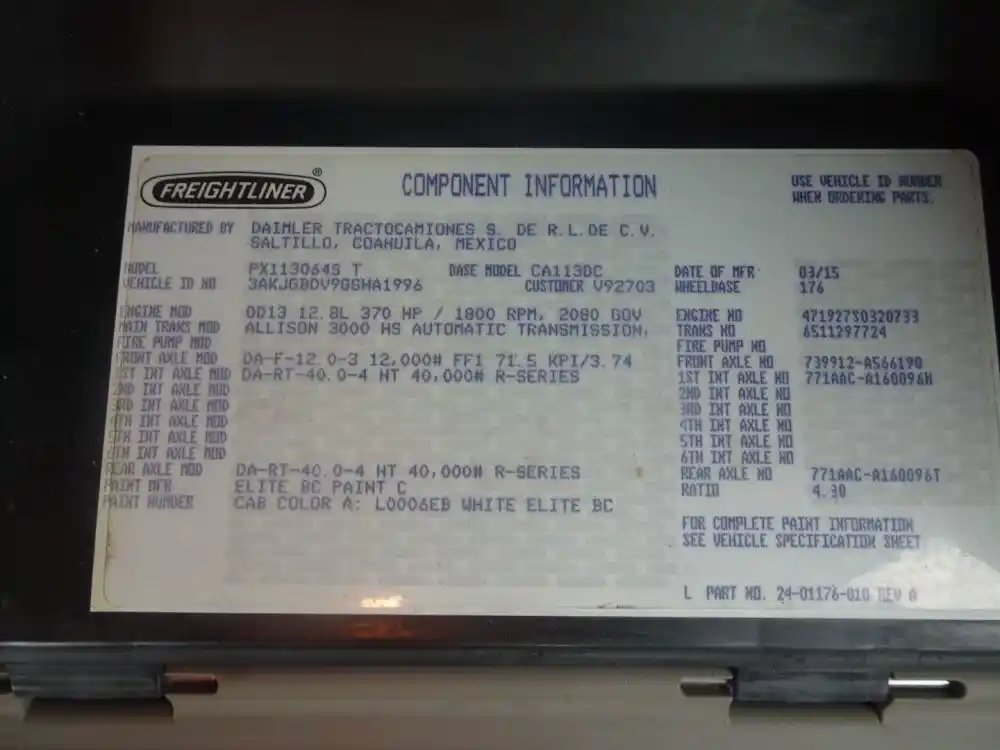 FREIGHTLINER®
COMPONENT INFORMATION
USE VEHICLE ID NUMBER
WHEN ORDERING PARTS.
MANUFACTURED BY DAIMLER TRACTOCAMIONES S. DE R.L.DE C.V.
SALTILLO, COAHUILA, MEXICO
MODEL PX113064S T BASE MODEL CA113DC DATE OF MFR 03/15
VEHICLE ID NO 3AKJGBDV9GSHA1996 CUSTOMER V92703 WHEELBASE 176
ENGINE MOD DD13 12.8L 370 HP / 1800 RPM, 2080 GOV ENGINE NO 471927S0320733
MAIN TRANS MOD ALLISON 3000 HS AUTOMATIC TRANSMISSION, TRANS NO 6511297724
FIRE PUMP MOD FIRE PUMP NO
FRONT AXLE MOD DA-F-12.0-3 12,000# FF1 71.5 KPI/3.74 FRONT AXLE NO 739912-A566190
1ST INT AXLE MOD DA-RT-40.0-4 HT 40,000# R-SERIES 1ST INT AXLE NO 771AAC-A160096H
2ND INT AXLE MOD 2ND INT AXLE NO
3RD INT AXLE MOD 3RD INT AXLE NO
4TH INT AXLE MOD 4TH INT AXLE NO
5TH INT AXLE MOD 5TH INT AXLE NO
6TH INT AXLE MOD 6TH INT AXLE NO
REAR AXLE MOD DA-RT-40.0-4 HT 40,000# R-SERIES REAR AXLE NO 771AAC-A160096T
PAINT MFR ELITE BC PAINT C RATIO 4.30
PAINT NUMBER CAB COLOR A: L0006EB WHITE ELITE BC
FOR COMPLETE PAINT INFORMATION
SEE VEHICLE SPECIFICATION SHEET
L PART NO. 24-01176-010 REV A